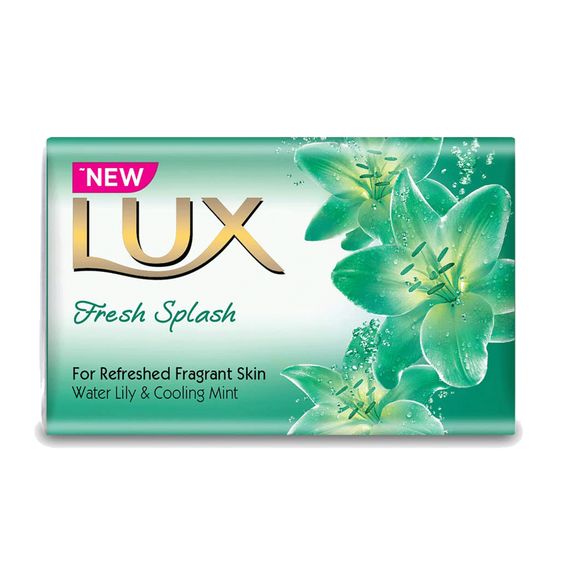 ~NEW
LUX
Fresh Splash
For Refreshed Fragrant Skin
Water Lily & Cooling Mint